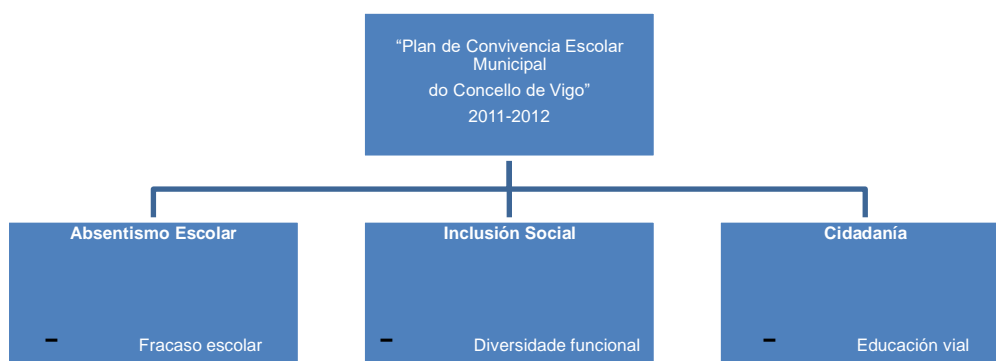 “Plan de Convivencia Escolar
Municipal
do Concello de Vigo”
2011-2012
Absentismo Escolar
- Fracaso escolar
Inclusión Social
- Diversidade funcional
Cidadanía
- Educación vial